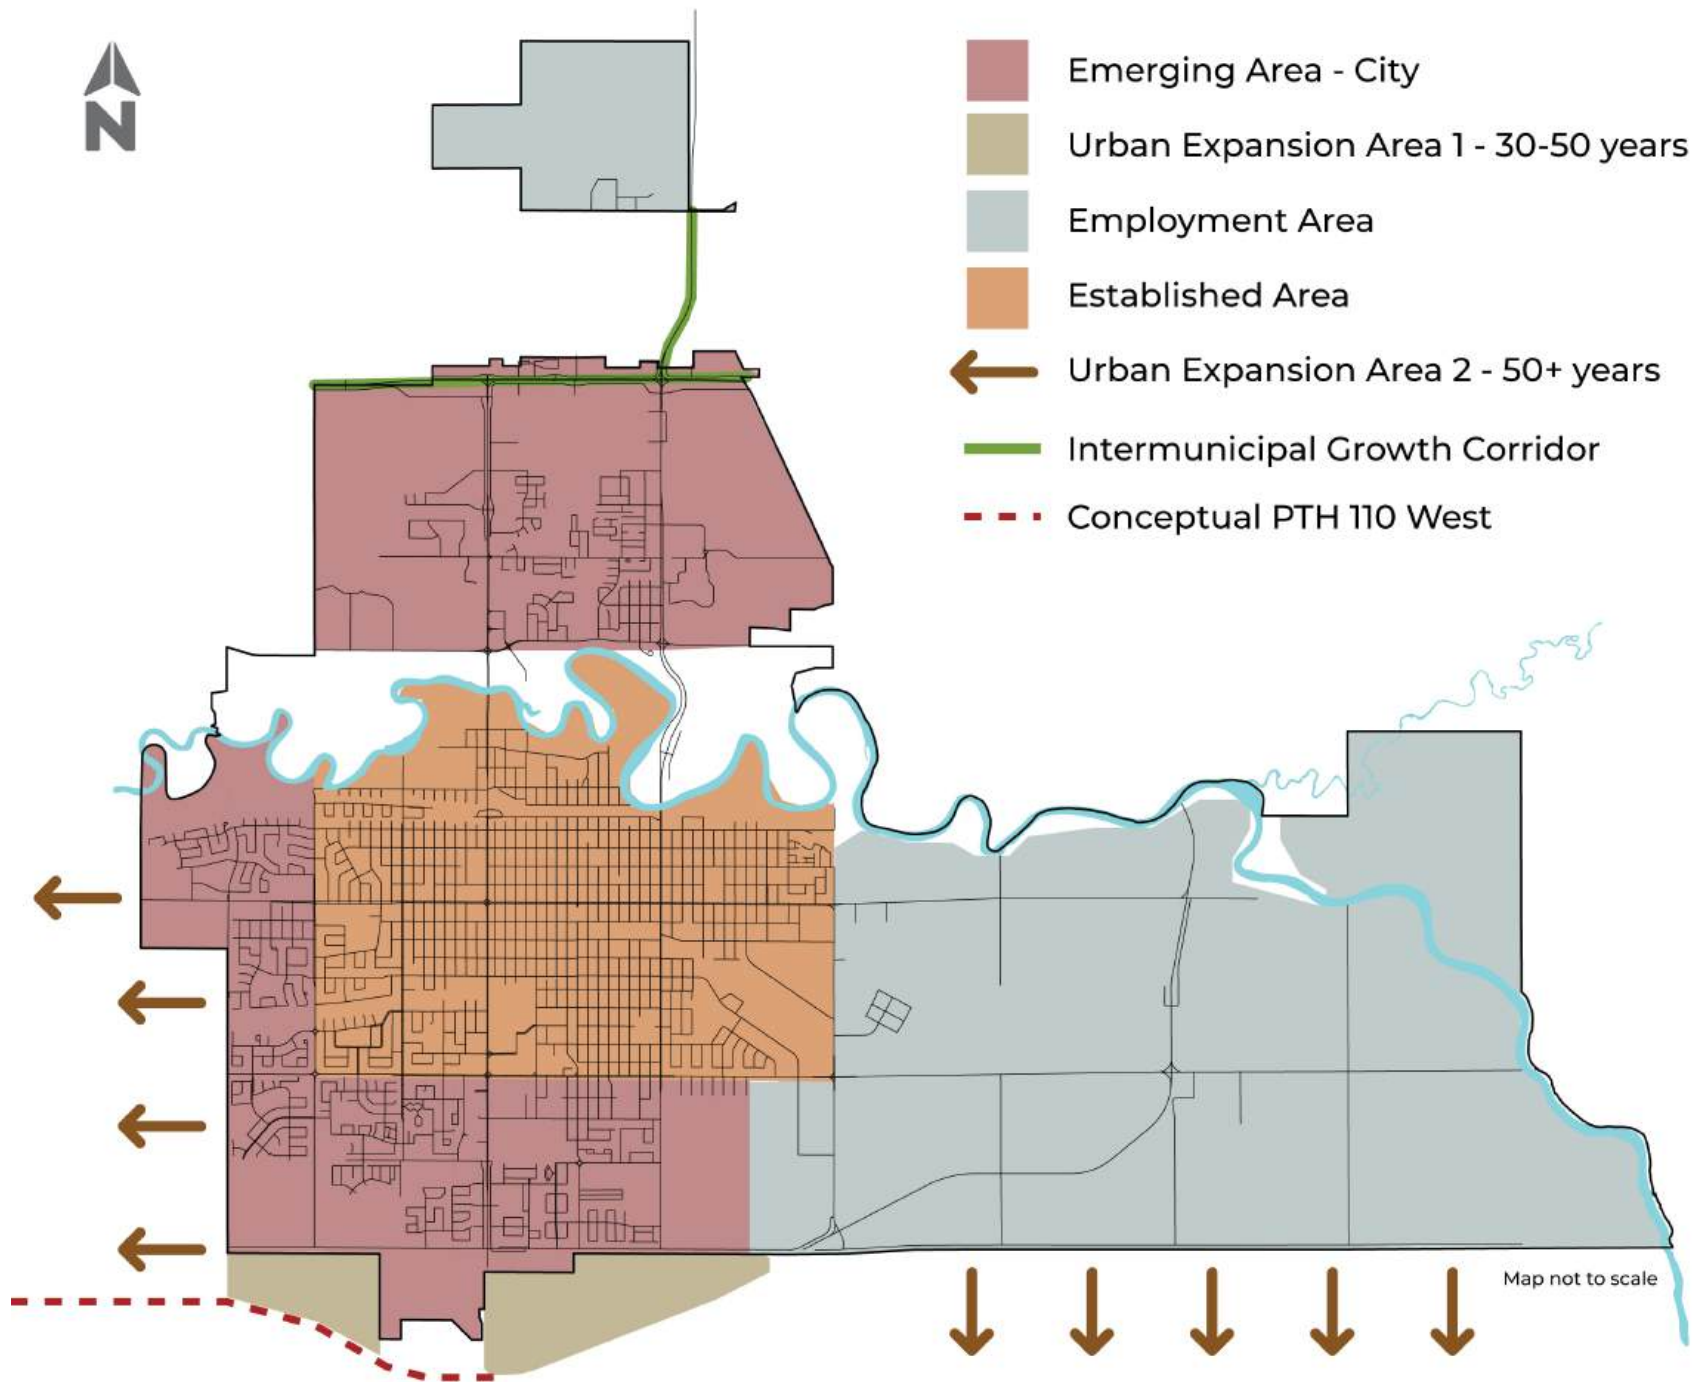 N
Emerging Area - City
Urban Expansion Area 1 - 30-50 years
Employment Area
Established Area
Urban Expansion Area 2 - 50+ years
Intermunicipal Growth Corridor
Conceptual PTH 110 West
Map not to scale